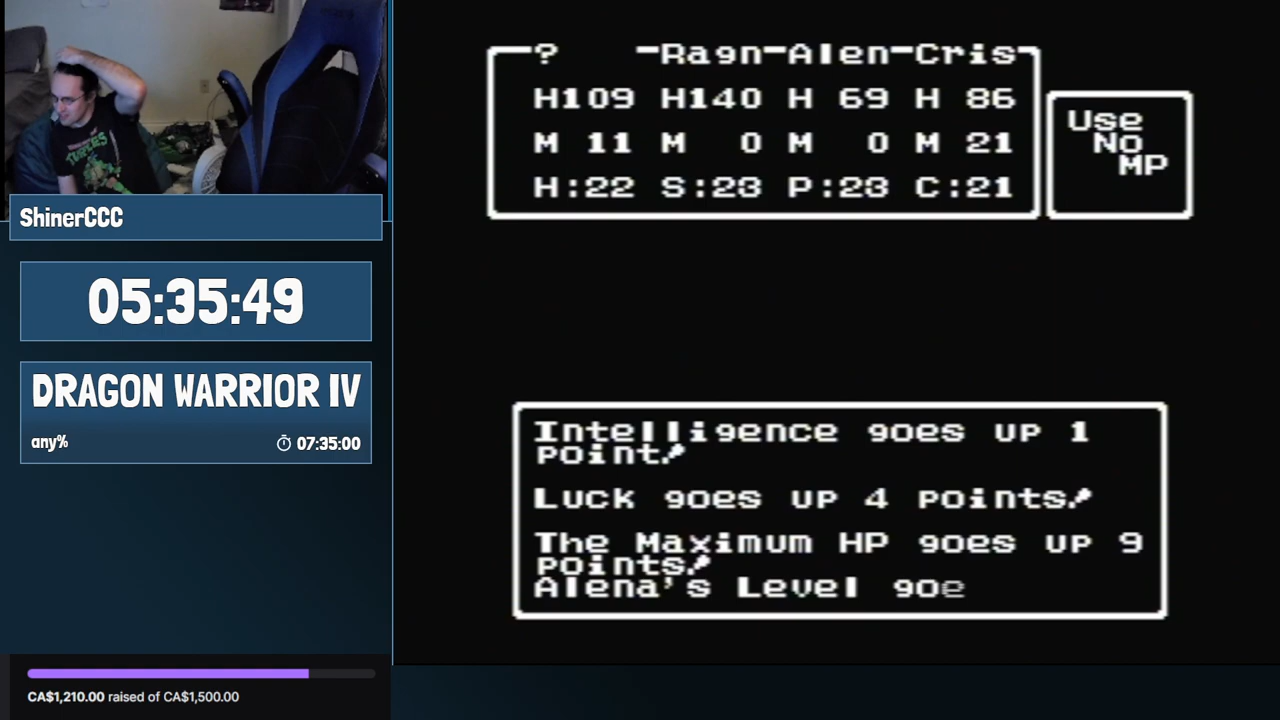 ShinerCCC
05:35:49
DRAGON WARRIOR IV
any%
07:35:00
CA$1,210.00 raised of CA$1,500.00
? Ragn Alen Cris
H109 H140 H 69 H 86
M 11 M 0 M 0 M 21
H:22 S:23 P:23 C:21
Use
No
MP
Intelligence goes up 1
point!
Luck goes up 4 points!
The Maximum HP goes up 9
points!
Alena's Level goe
TURTLES